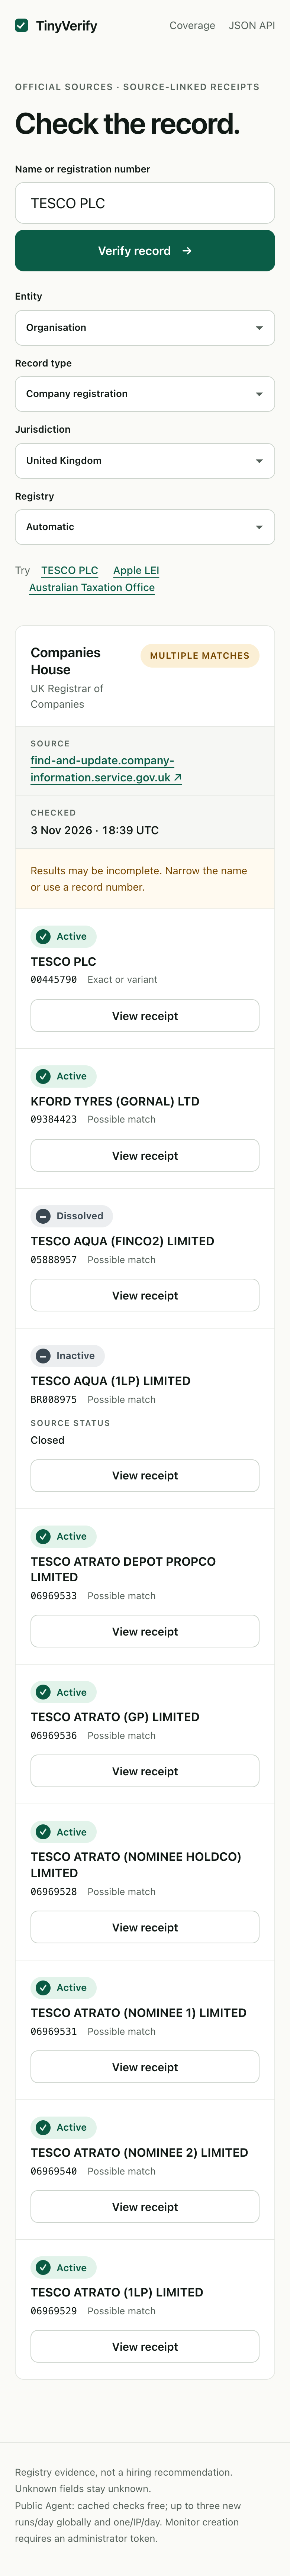 TinyVerify
Coverage JSON API
OFFICIAL SOURCES · SOURCE-LINKED RECEIPTS
Check the record.
Name or registration number
TESCO PLC
Verify record →
Entity
Organisation
Record type
Company registration
Jurisdiction
United Kingdom
Registry
Automatic
Try TESCO PLC Apple LEI
Australian Taxation Office
Companies
House
MULTIPLE MATCHES
UK Registrar of
Companies
SOURCE
find-and-update.company-
information.service.gov.uk ↗
CHECKED
3 Nov 2026 · 18:39 UTC
Results may be incomplete. Narrow the name
or use a record number.
Active
TESCO PLC
00445790 Exact or variant
View receipt
Active
KFORD TYRES (GORNAL) LTD
09384423 Possible match
View receipt
Dissolved
TESCO AQUA (FINCO2) LIMITED
05888957 Possible match
View receipt
Inactive
TESCO AQUA (1LP) LIMITED
BR008975 Possible match
SOURCE STATUS
Closed
View receipt
Active
TESCO ATRATO DEPOT PROPCO
LIMITED
06969533 Possible match
View receipt
Active
TESCO ATRATO (GP) LIMITED
06969536 Possible match
View receipt
Active
TESCO ATRATO (NOMINEE HOLDCO)
LIMITED
06969528 Possible match
View receipt
Active
TESCO ATRATO (NOMINEE 1) LIMITED
06969531 Possible match
View receipt
Active
TESCO ATRATO (NOMINEE 2) LIMITED
06969540 Possible match
View receipt
Active
TESCO ATRATO (1LP) LIMITED
06969529 Possible match
View receipt
Registry evidence, not a hiring recommendation.
Unknown fields stay unknown.
Public Agent: cached checks free; up to three new
runs/day globally and one/IP/day. Monitor creation
requires an administrator token.